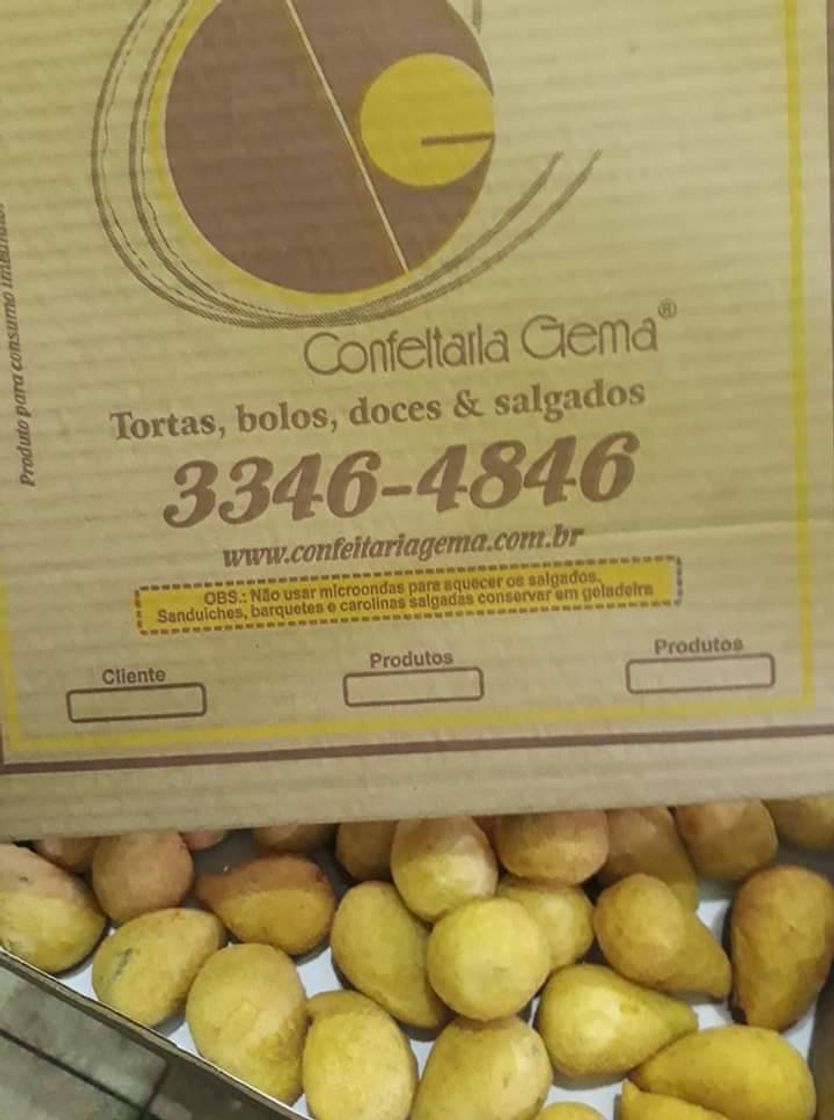 Produto para consumo imediato.
Confeitaria Gema®
Tortas, bolos, doces & salgados
3346-4846
www.confeitariagema.com.br
OBS.: Não usar microondas para aquecer os salgados.
Sanduiches, barquetes e carolinas salgadas conservar em geladeira
Cliente
Produtos
Produtos